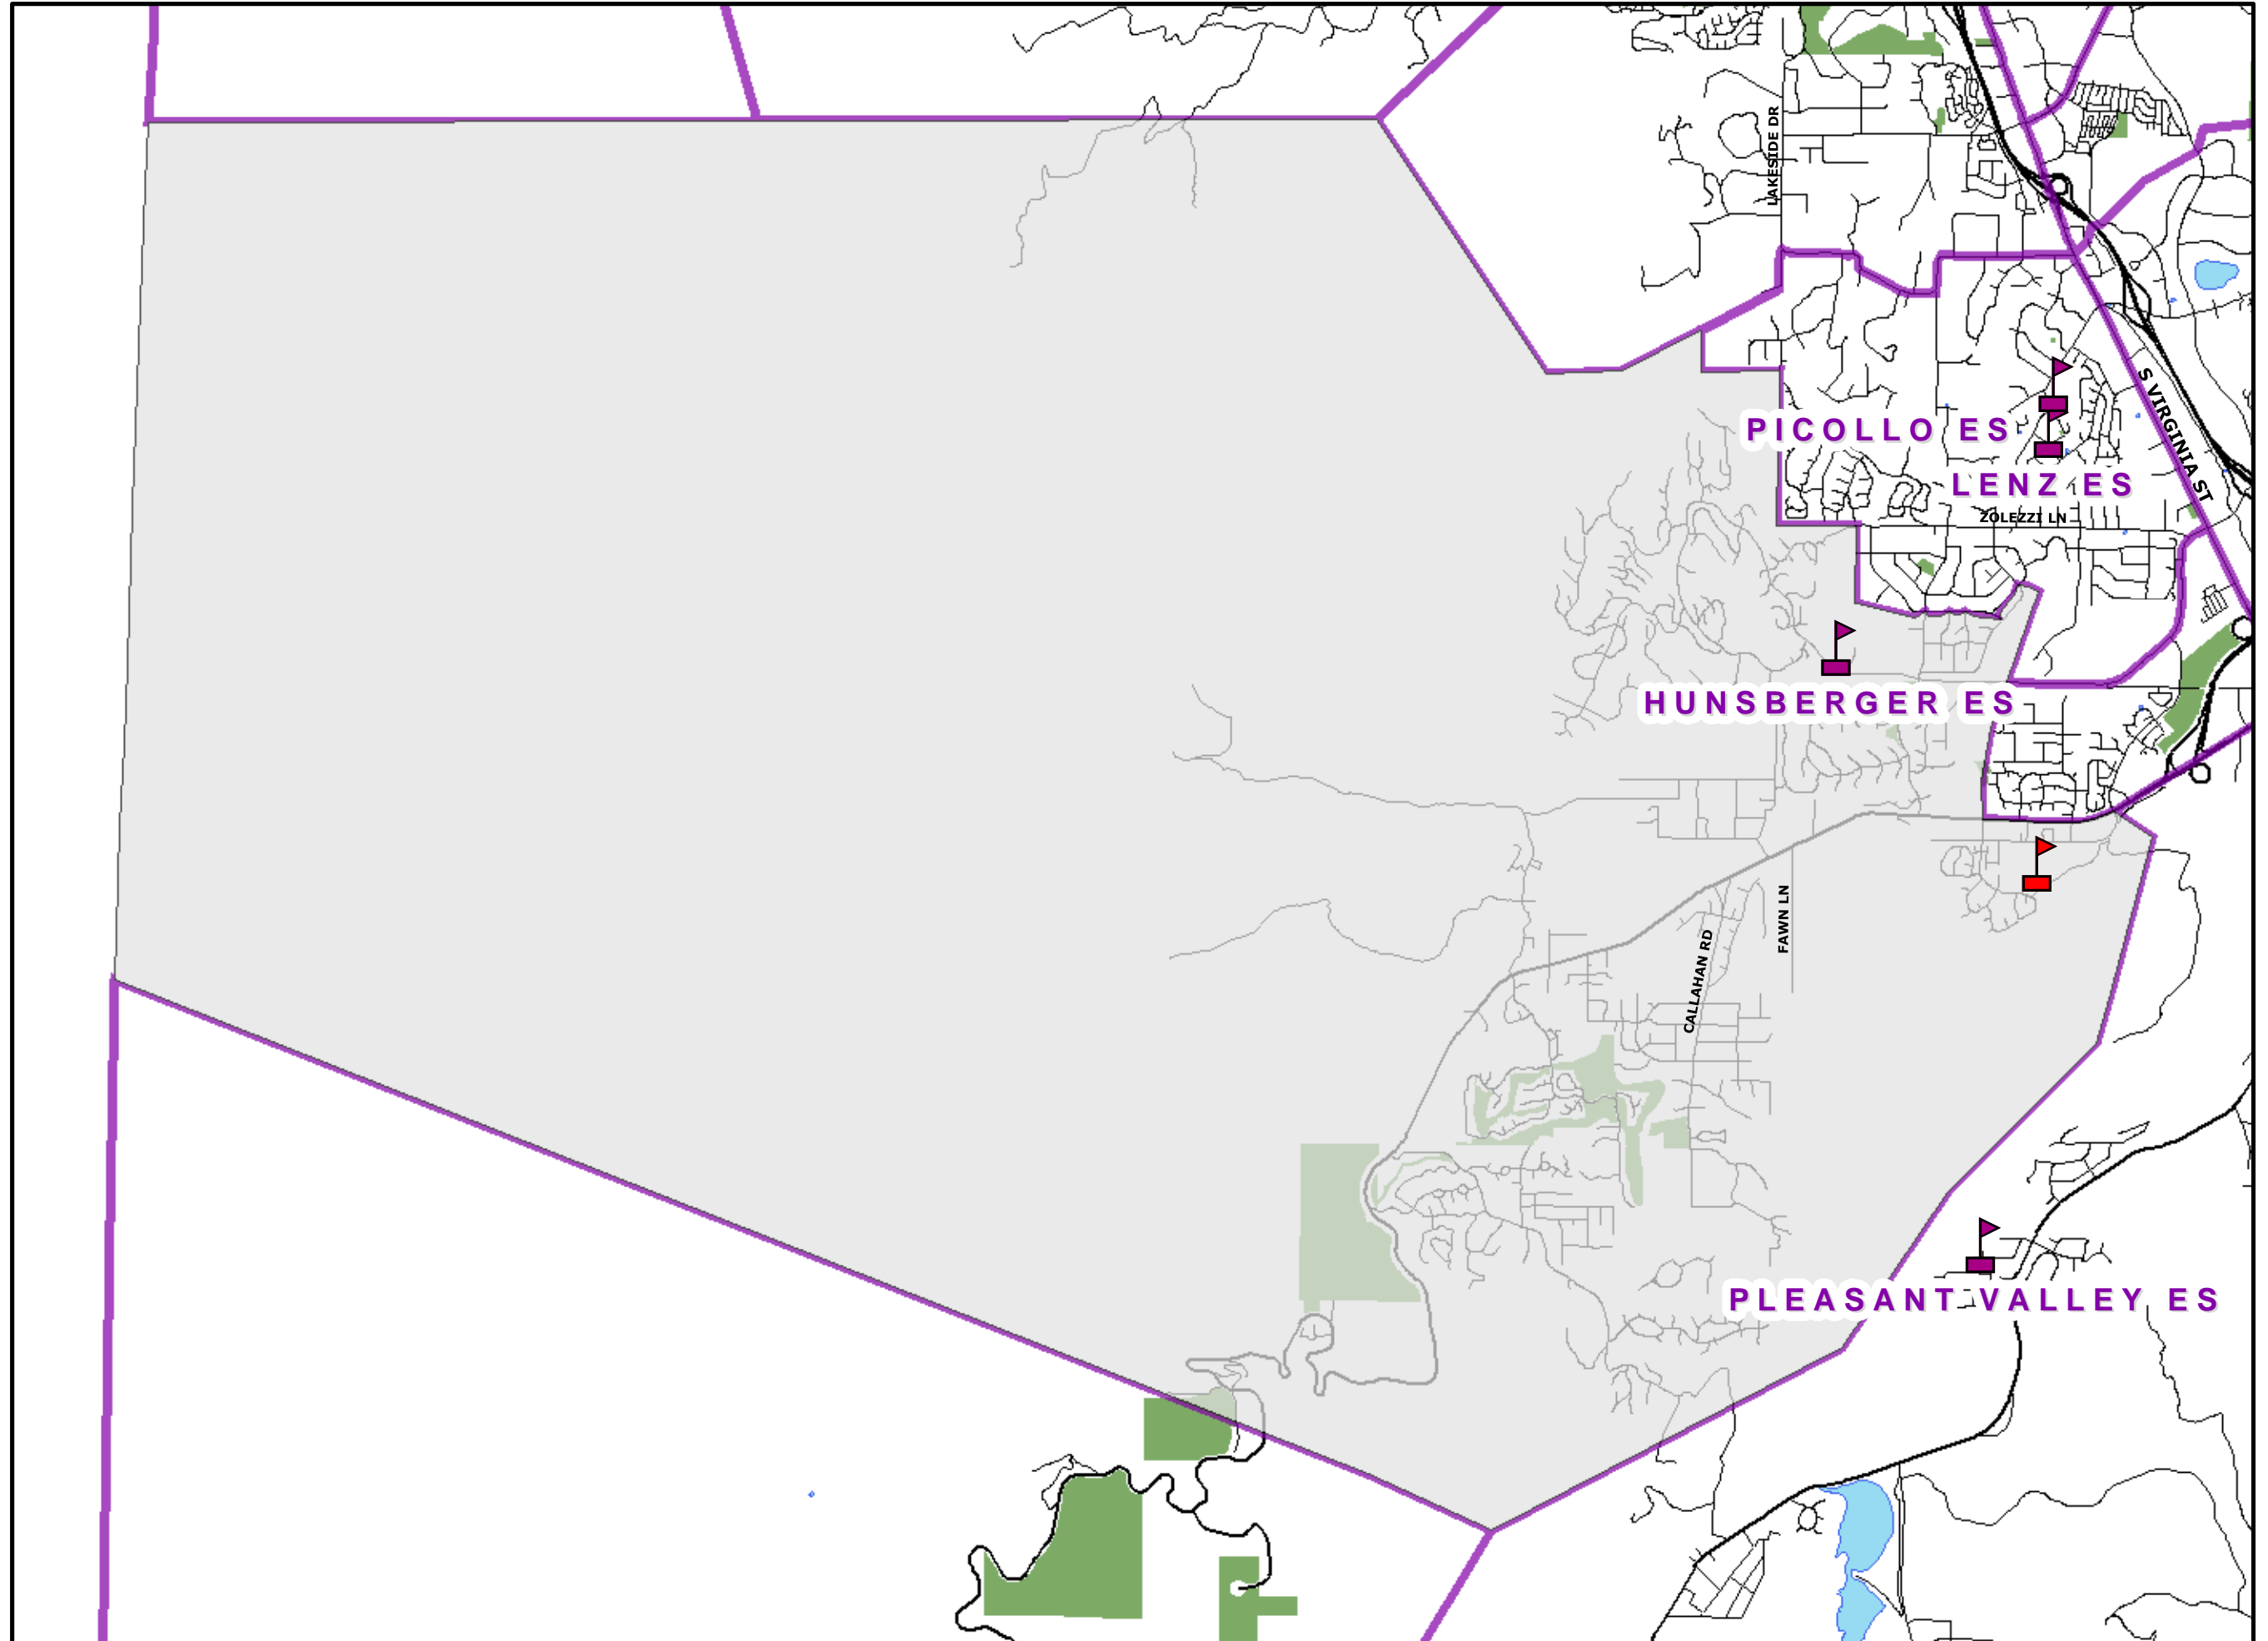 LAKESIDE DR
S VIRGINIA ST
PICOLLO ES
LENZ ES
ZOLEZZI LN
HUNSBERGER ES
FAWN LN
CALLAHAN RD
PLEASANT VALLEY ES